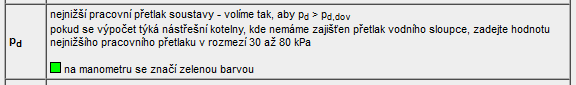 nejnižší pracovní přetlak soustavy - volíme tak, aby pd > pd,dov
pokud se výpočet týká nástřešní kotelny, kde nemáme zajištěn přetlak vodního sloupce, zadejte hodnotu
pd
nejnižšího pracovního přetlaku v rozmezí 30 až 80 kPa
na manometru se značí zelenou barvou